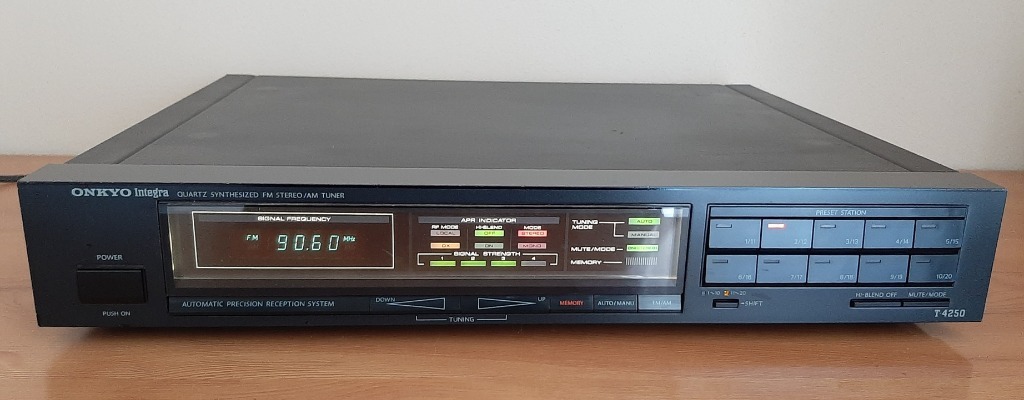 ONKYO Integra QUARTZ SYNTHESIZED FM STEREO/AM TUNER
SIGNAL FREQUENCY
FM 90.60 MHz
APR INDICATOR
RF MODE HI-BLEND MODE
LOCAL OFF STEREO
DX ON MONO
SIGNAL STRENGTH
1 2 3 4
TUNING MODE
AUTO
MANUAL
MUTE/MODE
MEMORY
PRESET STATION
1/11 2/12 3/13 4/14 5/15
6/16 7/17 8/18 9/19 10/20
POWER
PUSH ON
AUTOMATIC PRECISION RECEPTION SYSTEM
DOWN UP
TUNING
MEMORY AUTO/MANU FM/AM
SHIFT
HI-BLEND OFF MUTE/MODE
T-4250